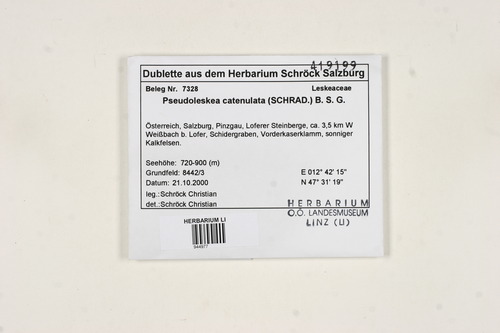 419199
Dublette aus dem Herbarium Schröck Salzburg
Beleg Nr. 7328 Leskeaceae
Pseudoleskea catenulata (SCHRAD.) B. S. G.
Österreich, Salzburg, Pinzgau, Loferer Steinberge, ca. 3,5 km W
Weißbach b. Lofer, Schidergraben, Vorderkaserklamm, sonniger
Kalkfelsen.
Seehöhe: 720-900 (m)
Grundfeld: 8442/3 E 012° 42' 15"
Datum: 21.10.2000 N 47° 31' 19"
leg.:Schröck Christian
det.:Schröck Christian
HERBARIUM
O.Ö. LANDESMUSEUM
LINZ (LI)
HERBARIUM LI